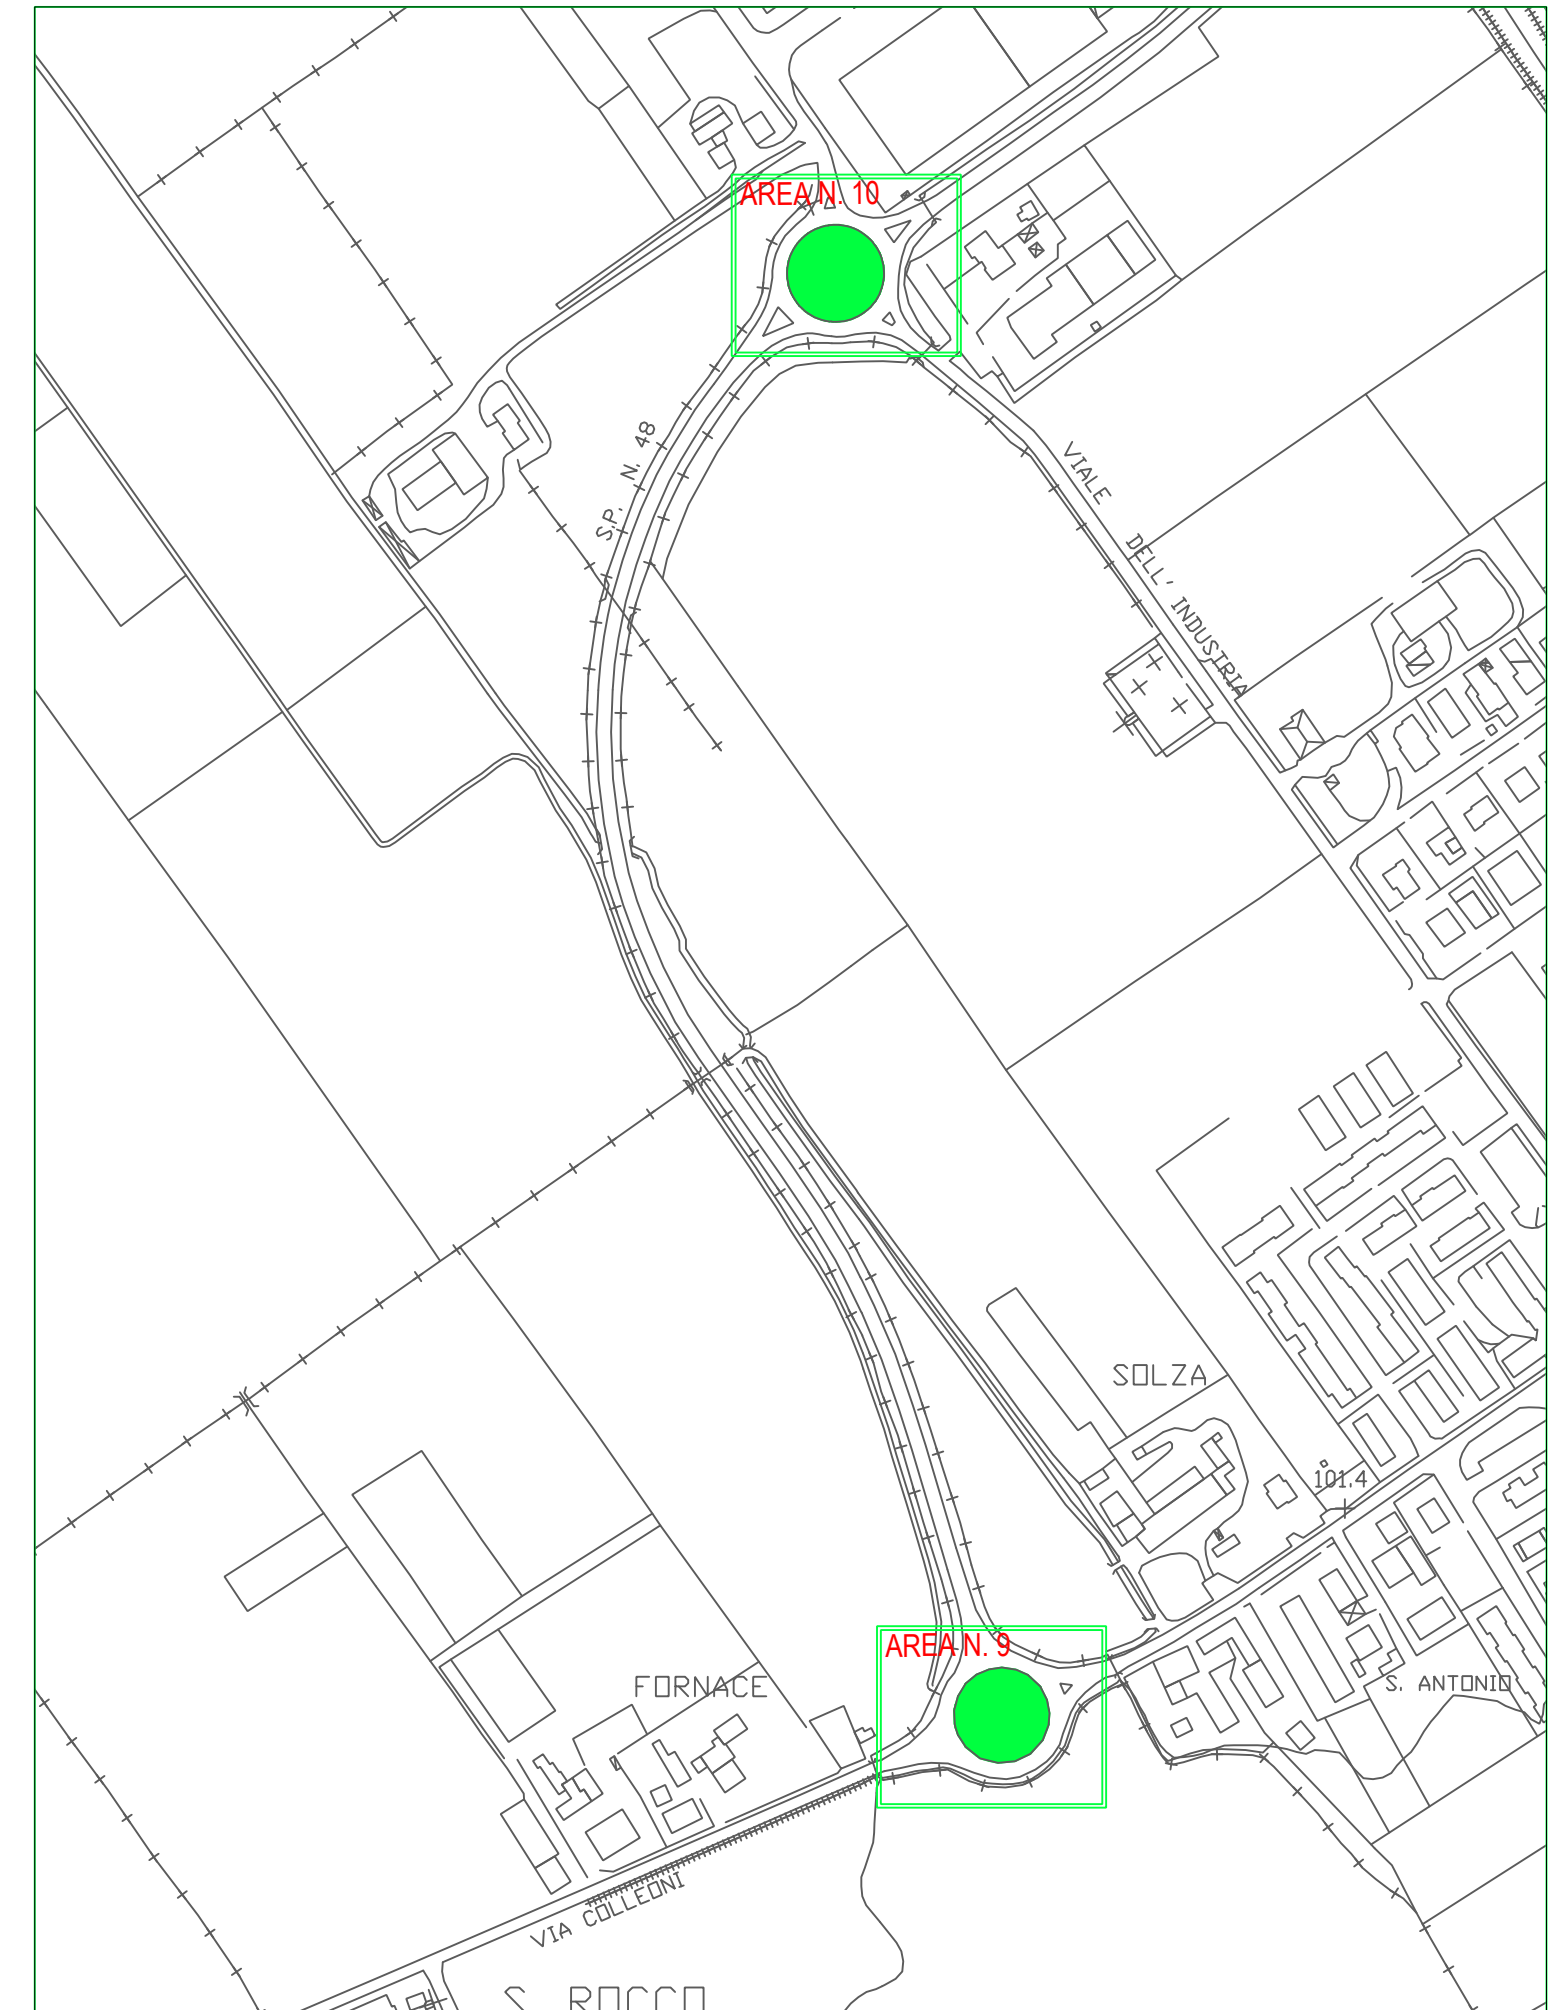 AREA N. 10
S.P. N. 48
VIALE DELL' INDUSTRIA
SOLZA
101.4
AREA N. 9
FORNACE
S. ANTONIO
VIA COLLEONI
S. ROCCO